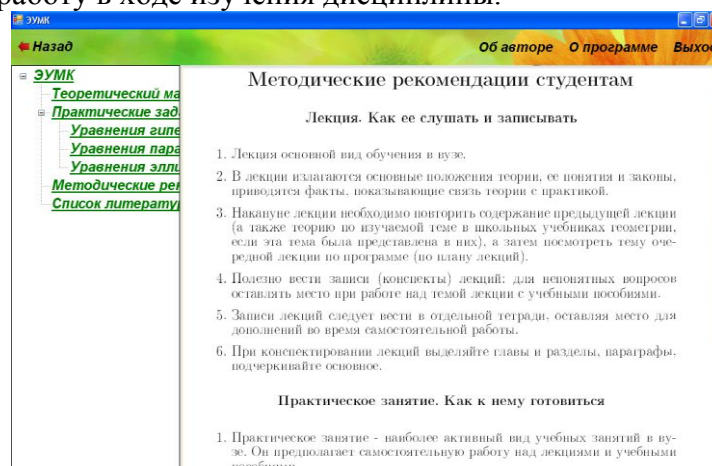 работу в ходе изучения дисциплины.
ЭУМК
Назад
Об авторе О программе Выхо
ЭУМК
Теоретический ма
Практические зад
Уравнения гипе
Уравнения пара
Уравнения элли
Методические рек
Список литератур
Методические рекомендации студентам
Лекция. Как ее слушать и записывать
1. Лекция основной вид обучения в вузе.
2. В лекции излагаются основные положения теории, ее понятия и законы,
приводятся факты, показывающие связь теории с практикой.
3. Накануне лекции необходимо повторить содержание предыдущей лекции
(а также теорию по изучаемой теме в школьных учебниках геометрии,
если эта тема была представлена в них), а затем посмотреть тему оче-
редной лекции по программе (по плану лекций).
4. Полезно вести записи (конспекты) лекций: для непонятных вопросов
оставлять место при работе над темой лекции с учебными пособиями.
5. Записи лекций следует вести в отдельной тетради, оставляя место для
дополнений во время самостоятельной работы.
6. При конспектировании лекций выделяйте главы и разделы, параграфы,
подчеркивайте основное.
Практическое занятие. Как к нему готовиться
1. Практическое занятие - наиболее активный вид учебных занятий в ву-
зе. Он предполагает самостоятельную работу над лекциями и учебными